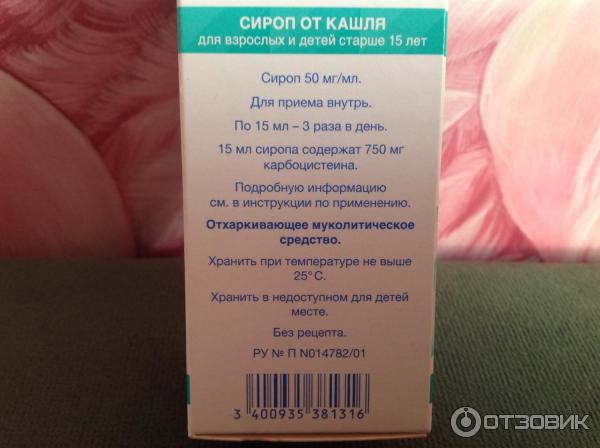 СИРОП ОТ КАШЛЯ
для взрослых и детей старше 15 лет
Сироп 50 мг/мл.
Для приема внутрь.
По 15 мл – 3 раза в день.
15 мл сиропа содержат 750 мг
карбоцистеина.
Подробную информацию
см. в инструкции по применению.
Отхаркивающее муколитическое
средство.
Хранить при температуре не выше
25°C.
Хранить в недоступном для детей
месте.
Без рецепта.
РУ № П N014782/01
3 400935 381316
ОТЗОВИК